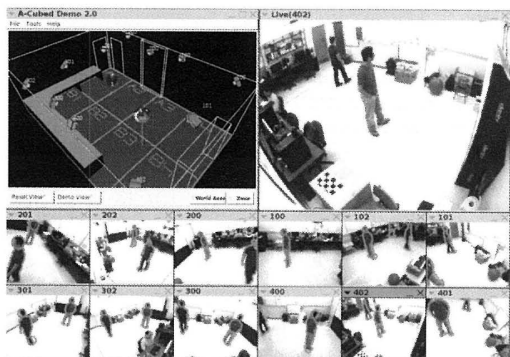 A-Cubed Demo 2.0
File Tools Help
Reset View Demo View World Axes Zoom
Live(402)
201 202 200 100 102 101
301 302 300 400 402 401